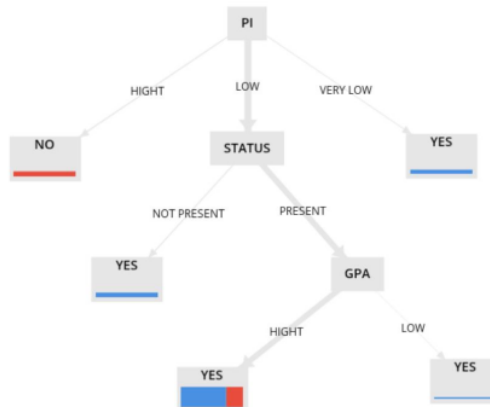 PI
HIGHT
LOW
VERY LOW
NO
STATUS
YES
NOT PRESENT
PRESENT
YES
GPA
HIGHT
LOW
YES
YES